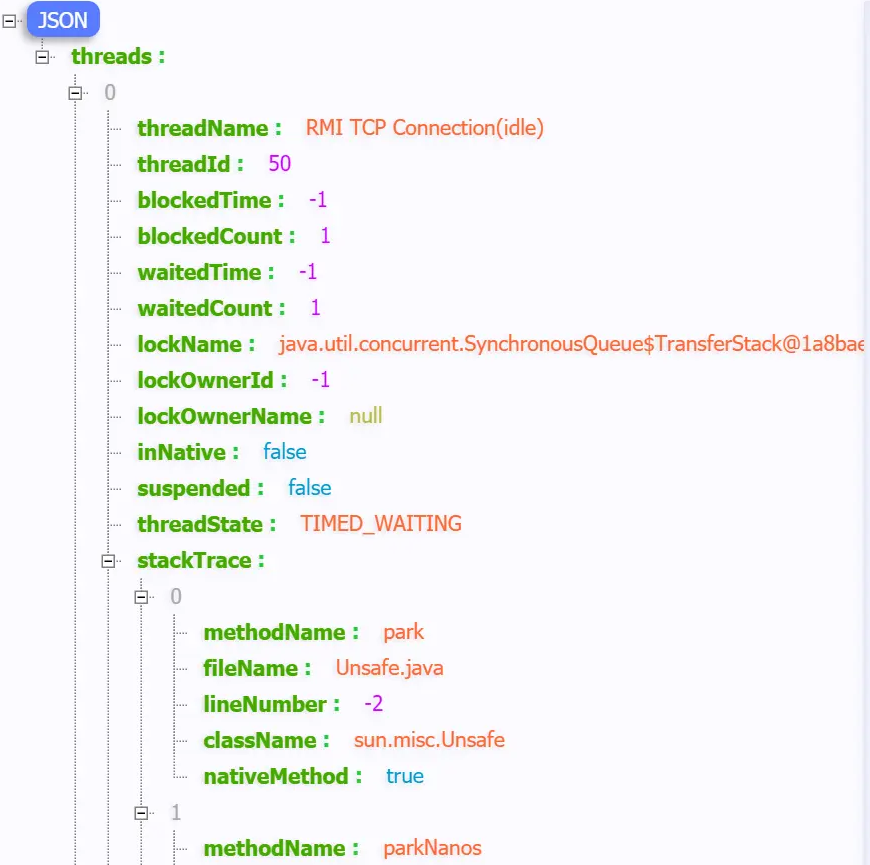 JSON
threads :
0
threadName : RMI TCP Connection(idle)
threadId : 50
blockedTime : -1
blockedCount : 1
waitedTime : -1
waitedCount : 1
lockName : java.util.concurrent.SynchronousQueue$TransferStack@1a8bae
lockOwnerId : -1
lockOwnerName : null
inNative : false
suspended : false
threadState : TIMED_WAITING
stackTrace :
0
methodName : park
fileName : Unsafe.java
lineNumber : -2
className : sun.misc.Unsafe
nativeMethod : true
1
methodName : parkNanos